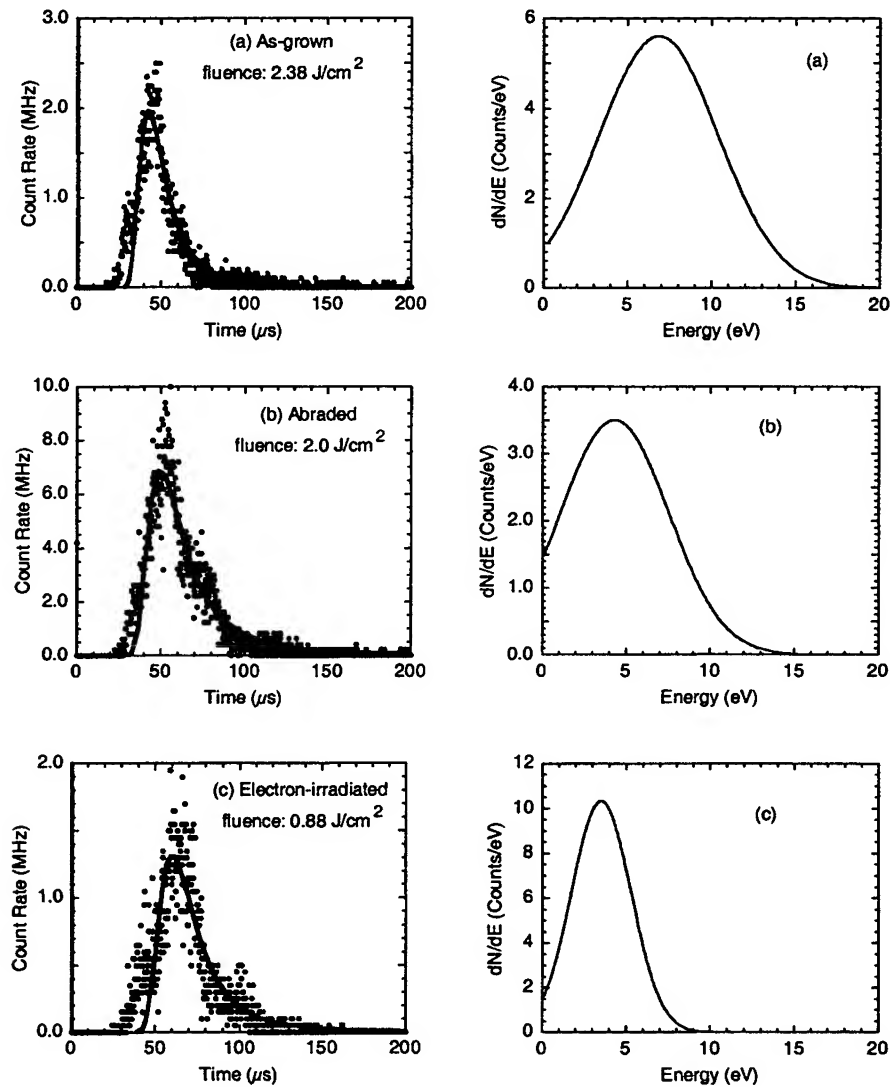 (a) As-grown
fluence: 2.38 J/cm²
Count Rate (MHz)
3.0
2.0
1.0
0.0
0 50 100 150 200
Time (μs)
(a)
dN/dE (Counts/eV)
6
4
2
0
0 5 10 15 20
Energy (eV)
(b) Abraded
fluence: 2.0 J/cm²
Count Rate (MHz)
10.0
8.0
6.0
4.0
2.0
0.0
0 50 100 150 200
Time (μs)
(b)
dN/dE (Counts/eV)
4.0
3.0
2.0
1.0
0.0
0 5 10 15 20
Energy (eV)
(c) Electron-irradiated
fluence: 0.88 J/cm²
Count Rate (MHz)
2.0
1.0
0.0
0 50 100 150 200
Time (μs)
(c)
dN/dE (Counts/eV)
12
10
8
6
4
2
0
0 5 10 15 20
Energy (eV)